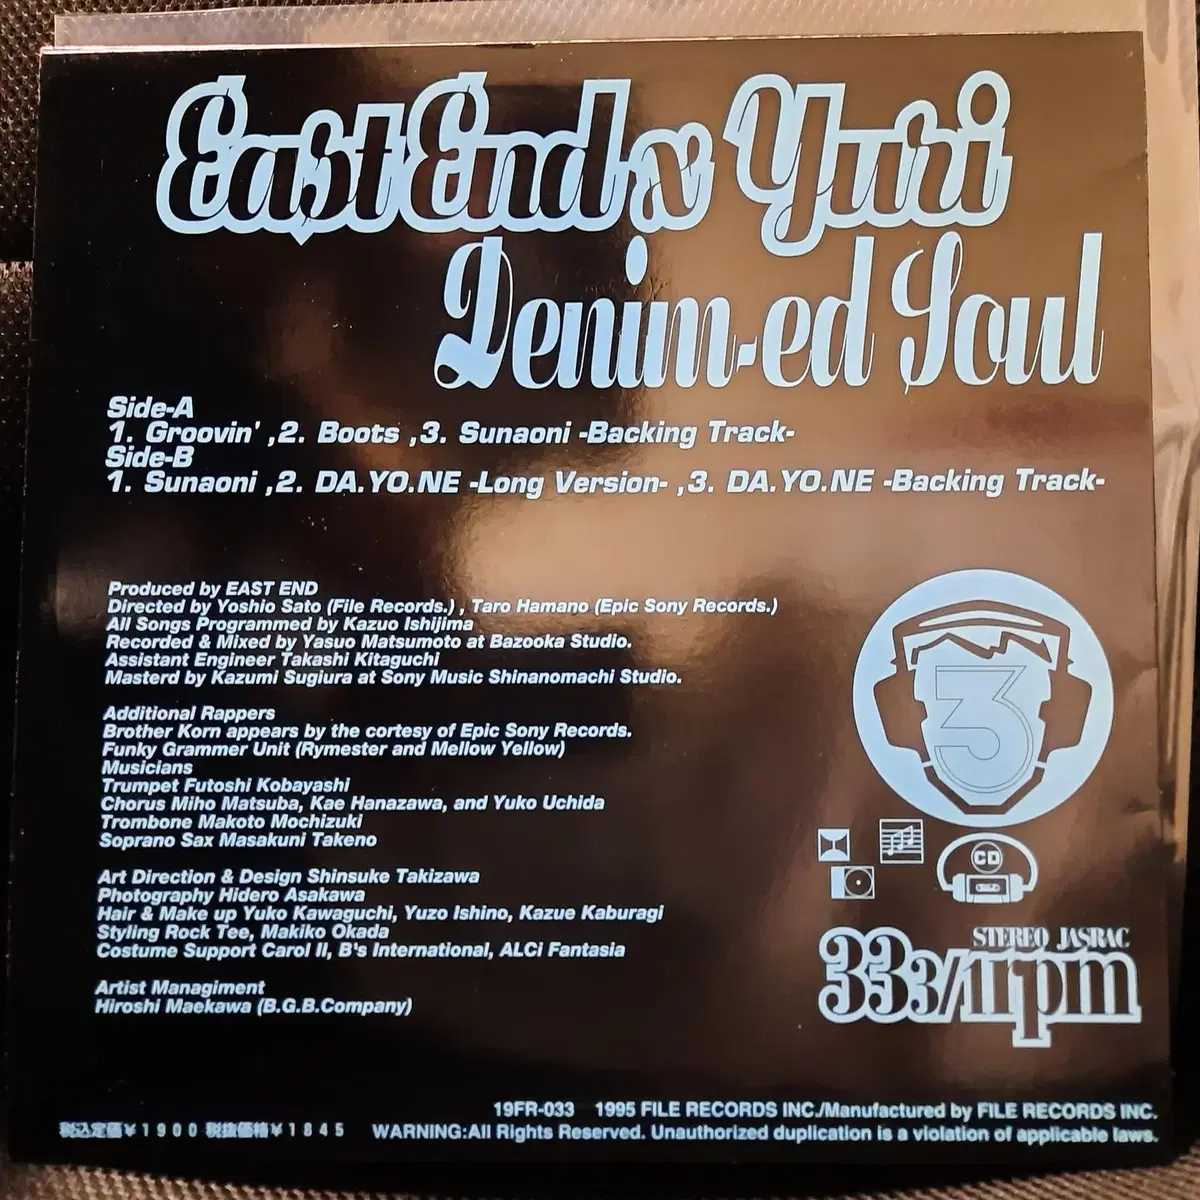 East End x Yuri
Denim-ed Soul
Side-A
1. Groovin' ,2. Boots ,3. Sunaoni -Backing Track-
Side-B
1. Sunaoni ,2. DA.YO.NE -Long Version- ,3. DA.YO.NE -Backing Track-
Produced by EAST END
Directed by Yoshio Sato (File Records.) , Taro Hamano (Epic Sony Records.)
All Songs Programmed by Kazuo Ishijima
Recorded & Mixed by Yasuo Matsumoto at Bazooka Studio.
Assistant Engineer Takashi Kitaguchi
Masterd by Kazumi Sugiura at Sony Music Shinanomachi Studio.
Additional Rappers
Brother Korn appears by the cortesy of Epic Sony Records.
Funky Grammer Unit (Rymester and Mellow Yellow)
Musicians
Trumpet Futoshi Kobayashi
Chorus Miho Matsuba, Kae Hanazawa, and Yuko Uchida
Trombone Makoto Mochizuki
Soprano Sax Masakuni Takeno
Art Direction & Design Shinsuke Takizawa
Photography Hidero Asakawa
Hair & Make up Yuko Kawaguchi, Yuzo Ishino, Kazue Kaburagi
Styling Rock Tee, Makiko Okada
Costume Support Carol II, B's International, ALCi Fantasia
Artist Managiment
Hiroshi Maekawa (B.G.B.Company)
3
CD
STEREO JASRAC
33 3/11rpm
19FR-033 1995 FILE RECORDS INC./Manufactured by FILE RECORDS INC.
税込定価¥1900 税抜価格¥1845 WARNING:All Rights Reserved. Unauthorized duplication is a violation of applicable laws.